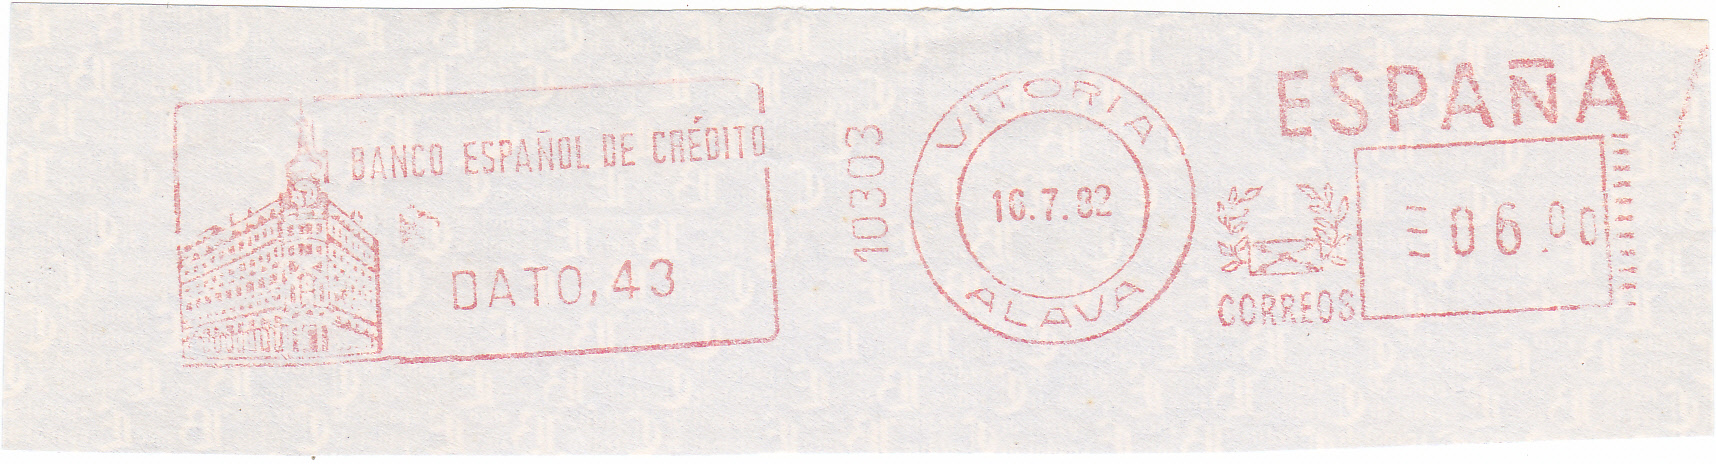 BANCO ESPAÑOL DE CRÉDITO
DATO, 43
10303
VITORIA
16.7.82
ALAVA
ESPAÑA
06.00
CORREOS